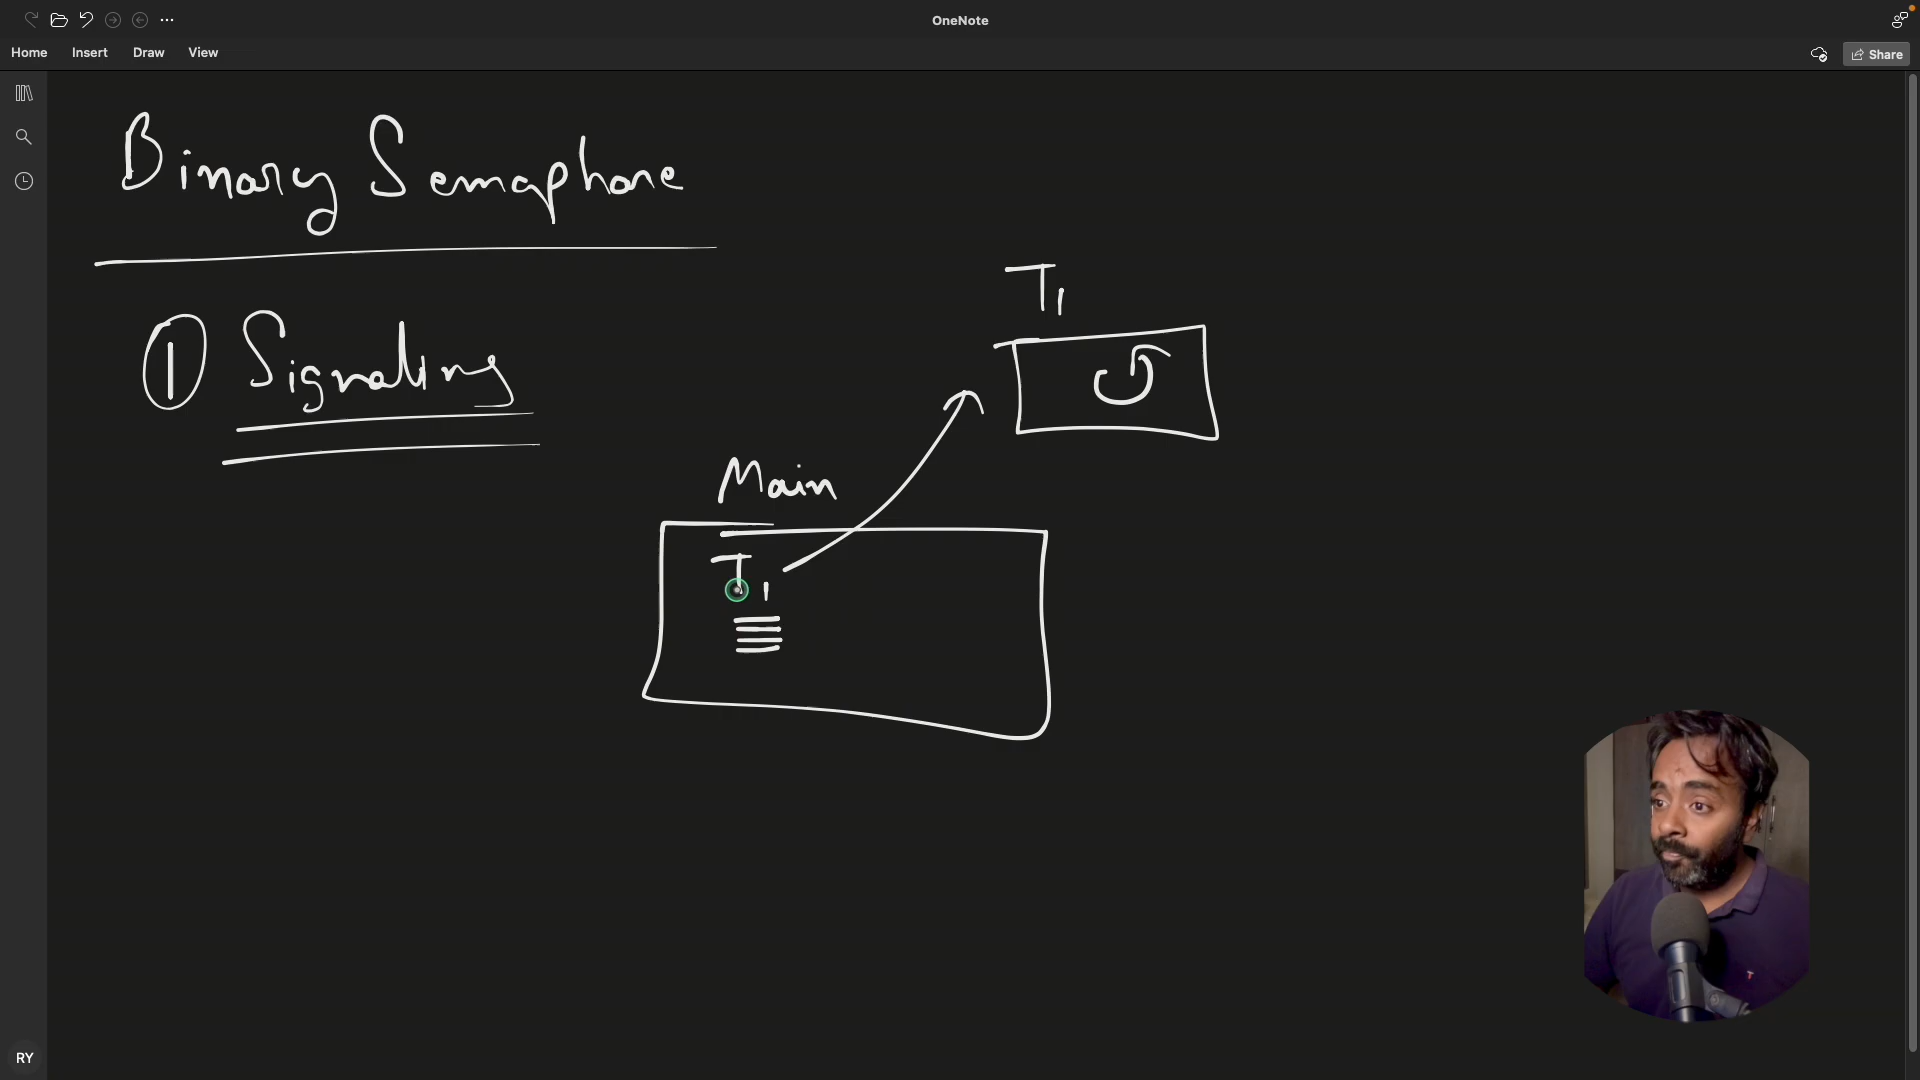 OneNote
Home Insert Draw View
Share
Binary Semaphore
① Signaling
T1
Main
T1
RY